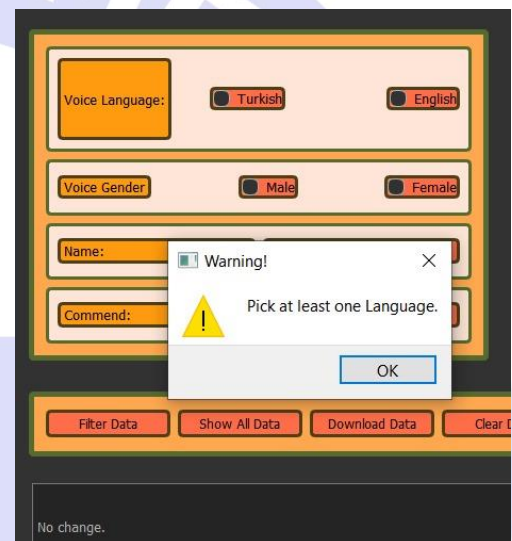 Voice Language: Turkish English
Voice Gender Male Female
Name:
Warning!
Pick at least one Language.
Commend:
OK
Filter Data Show All Data Download Data Clear
No change.